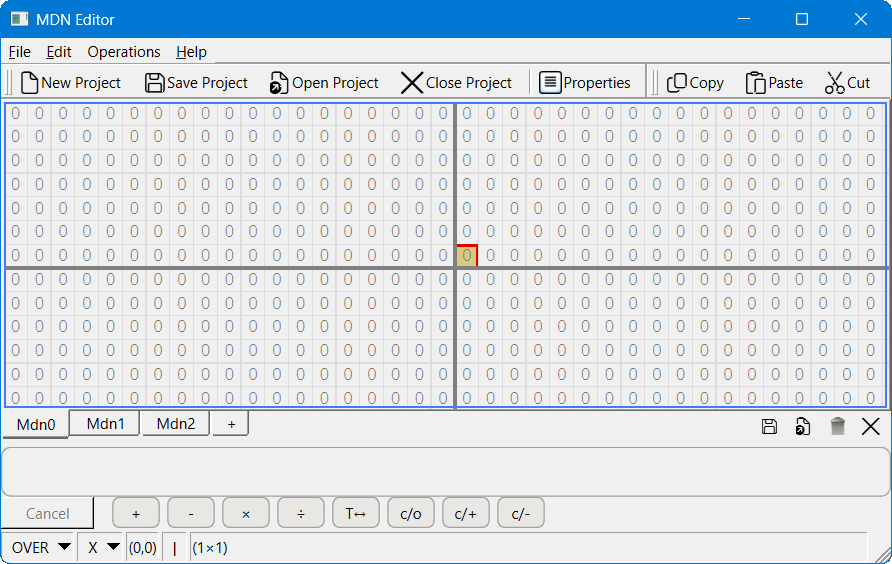 MDN Editor
File Edit Operations Help
New Project Save Project Open Project Close Project Properties Copy Paste Cut
0 0 0 0 0 0 0 0 0 0 0 0 0 0 0 0 0 0 0 0 0 0 0 0 0 0 0 0 0 0 0 0 0 0 0 0 0
0 0 0 0 0 0 0 0 0 0 0 0 0 0 0 0 0 0 0 0 0 0 0 0 0 0 0 0 0 0 0 0 0 0 0 0 0
0 0 0 0 0 0 0 0 0 0 0 0 0 0 0 0 0 0 0 0 0 0 0 0 0 0 0 0 0 0 0 0 0 0 0 0 0
0 0 0 0 0 0 0 0 0 0 0 0 0 0 0 0 0 0 0 0 0 0 0 0 0 0 0 0 0 0 0 0 0 0 0 0 0
0 0 0 0 0 0 0 0 0 0 0 0 0 0 0 0 0 0 0 0 0 0 0 0 0 0 0 0 0 0 0 0 0 0 0 0 0
0 0 0 0 0 0 0 0 0 0 0 0 0 0 0 0 0 0 0 0 0 0 0 0 0 0 0 0 0 0 0 0 0 0 0 0 0
0 0 0 0 0 0 0 0 0 0 0 0 0 0 0 0 0 0 0 0 0 0 0 0 0 0 0 0 0 0 0 0 0 0 0 0 0
0 0 0 0 0 0 0 0 0 0 0 0 0 0 0 0 0 0 0 0 0 0 0 0 0 0 0 0 0 0 0 0 0 0 0 0 0
0 0 0 0 0 0 0 0 0 0 0 0 0 0 0 0 0 0 0 0 0 0 0 0 0 0 0 0 0 0 0 0 0 0 0 0 0
0 0 0 0 0 0 0 0 0 0 0 0 0 0 0 0 0 0 0 0 0 0 0 0 0 0 0 0 0 0 0 0 0 0 0 0 0
0 0 0 0 0 0 0 0 0 0 0 0 0 0 0 0 0 0 0 0 0 0 0 0 0 0 0 0 0 0 0 0 0 0 0 0 0
0 0 0 0 0 0 0 0 0 0 0 0 0 0 0 0 0 0 0 0 0 0 0 0 0 0 0 0 0 0 0 0 0 0 0 0 0
0 0 0 0 0 0 0 0 0 0 0 0 0 0 0 0 0 0 0 0 0 0 0 0 0 0 0 0 0 0 0 0 0 0 0 0 0
Mdn0 Mdn1 Mdn2 +
Cancel + - × ÷ T↔ c/o c/+ c/-
OVER X (0,0) | (1×1)